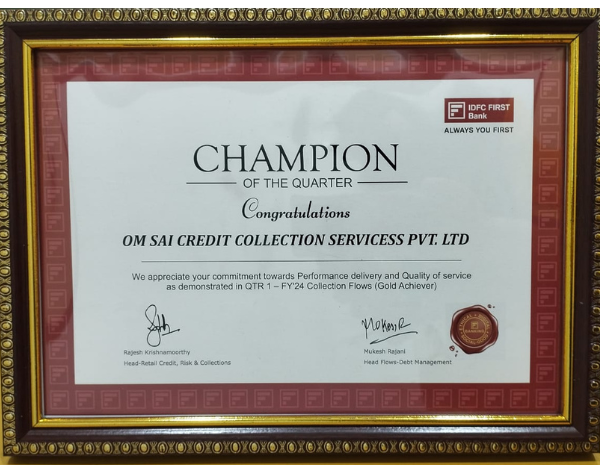 IDFC FIRST
Bank
ALWAYS YOU FIRST
CHAMPION
OF THE QUARTER
Congratulations
OM SAI CREDIT COLLECTION SERVICESS PVT. LTD
We appreciate your commitment towards Performance delivery and Quality of service
as demonstrated in QTR 1 – FY'24 Collection Flows (Gold Achiever)
Rajesh Krishnamoorthy
Head-Retail Credit, Risk & Collections
Mukesh Rajani
Head Flows-Debt Management